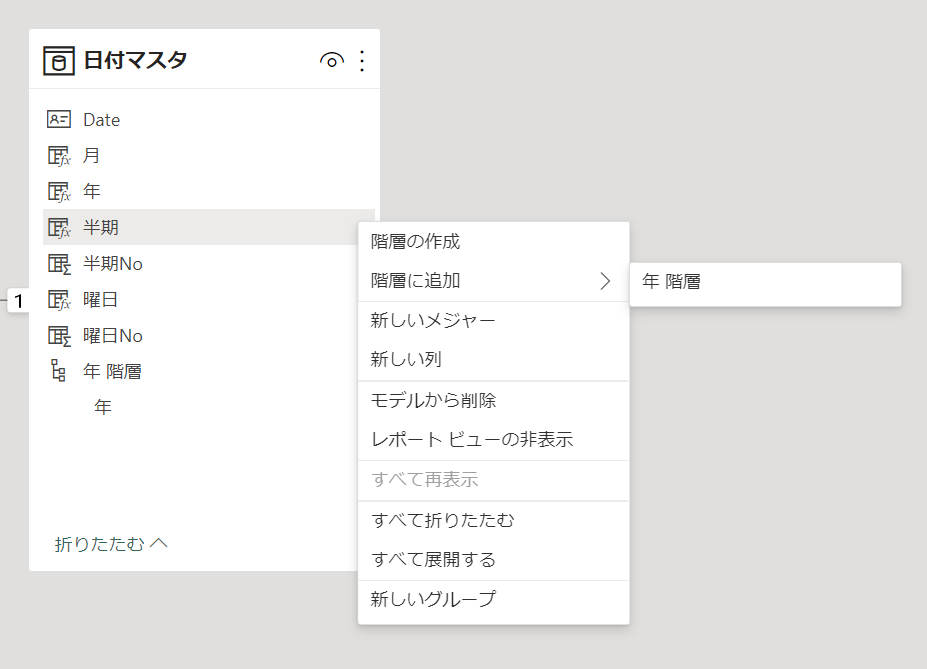 日付マスタ
Date
月
年
半期
半期No
曜日
曜日No
年 階層
年
折りたたむ
1
階層の作成
階層に追加
年 階層
新しいメジャー
新しい列
モデルから削除
レポート ビューの非表示
すべて再表示
すべて折りたたむ
すべて展開する
新しいグループ